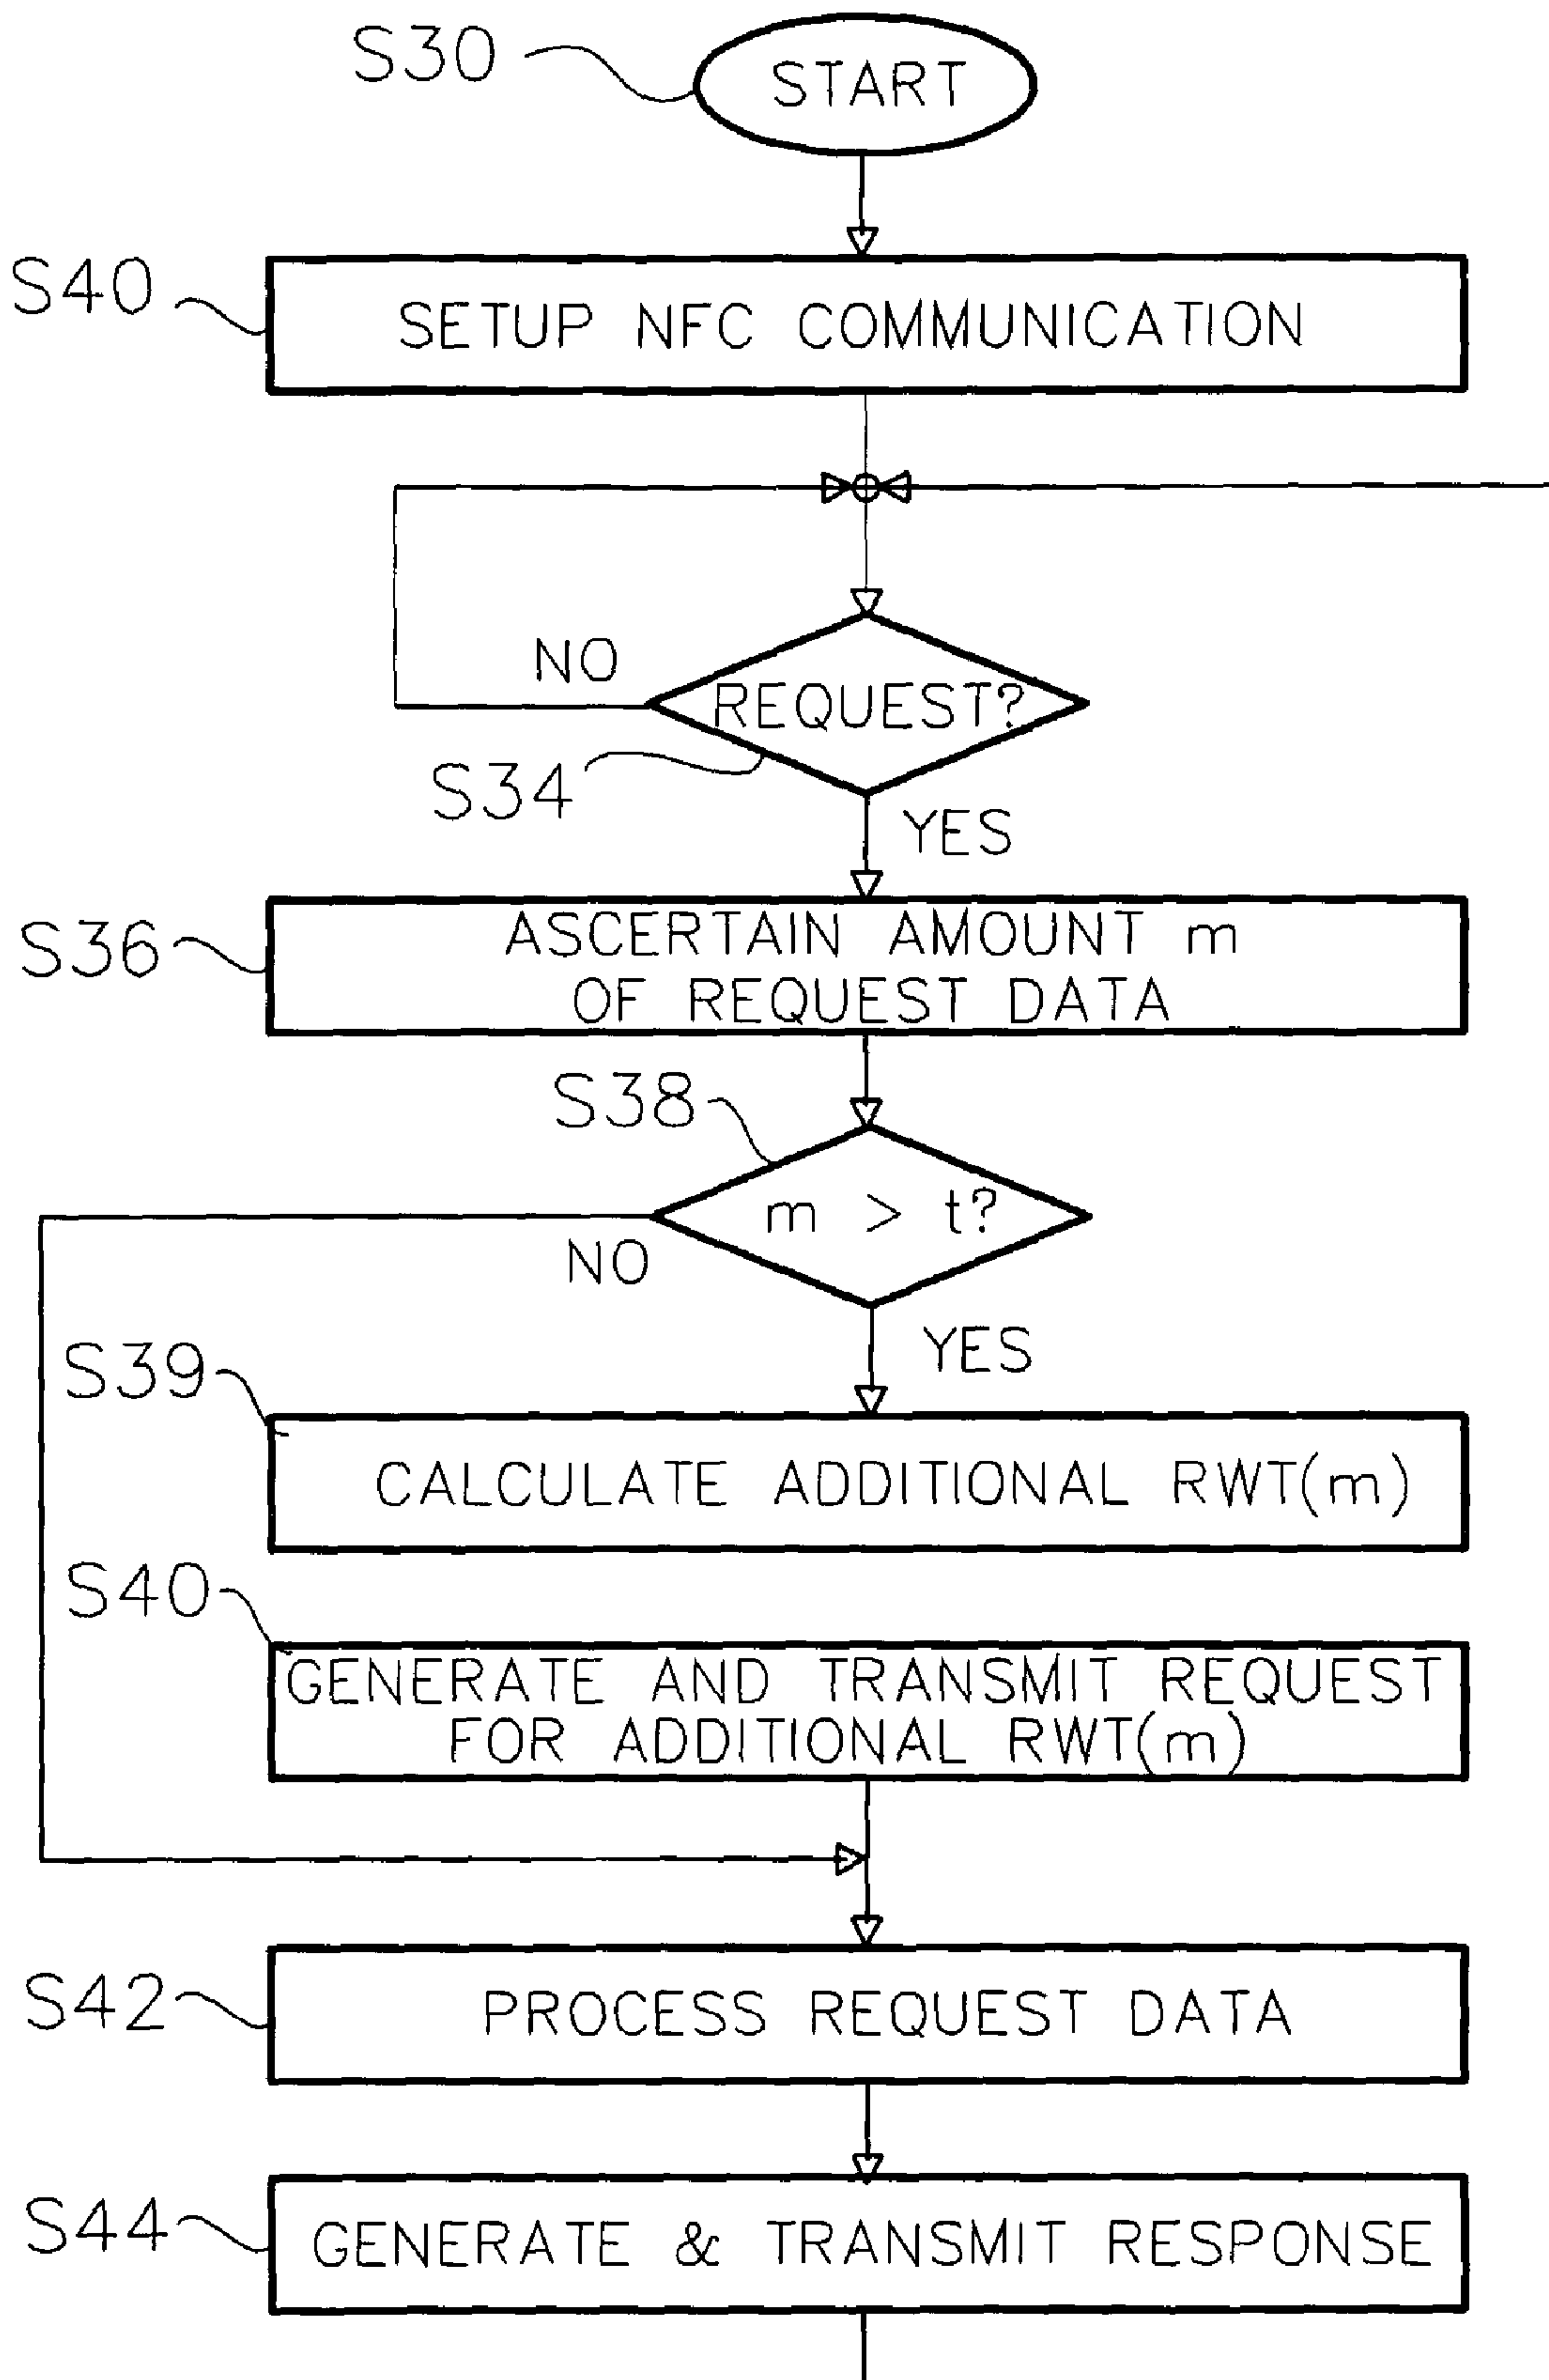 S30
START
S40
SETUP NFC COMMUNICATION
NO
REQUEST?
S34
YES
S36
ASCERTAIN AMOUNT m
OF REQUEST DATA
S38
m > t?
NO
YES
S39
CALCULATE ADDITIONAL RWT(m)
S40
GENERATE AND TRANSMIT REQUEST
FOR ADDITIONAL RWT(m)
S42
PROCESS REQUEST DATA
S44
GENERATE & TRANSMIT RESPONSE